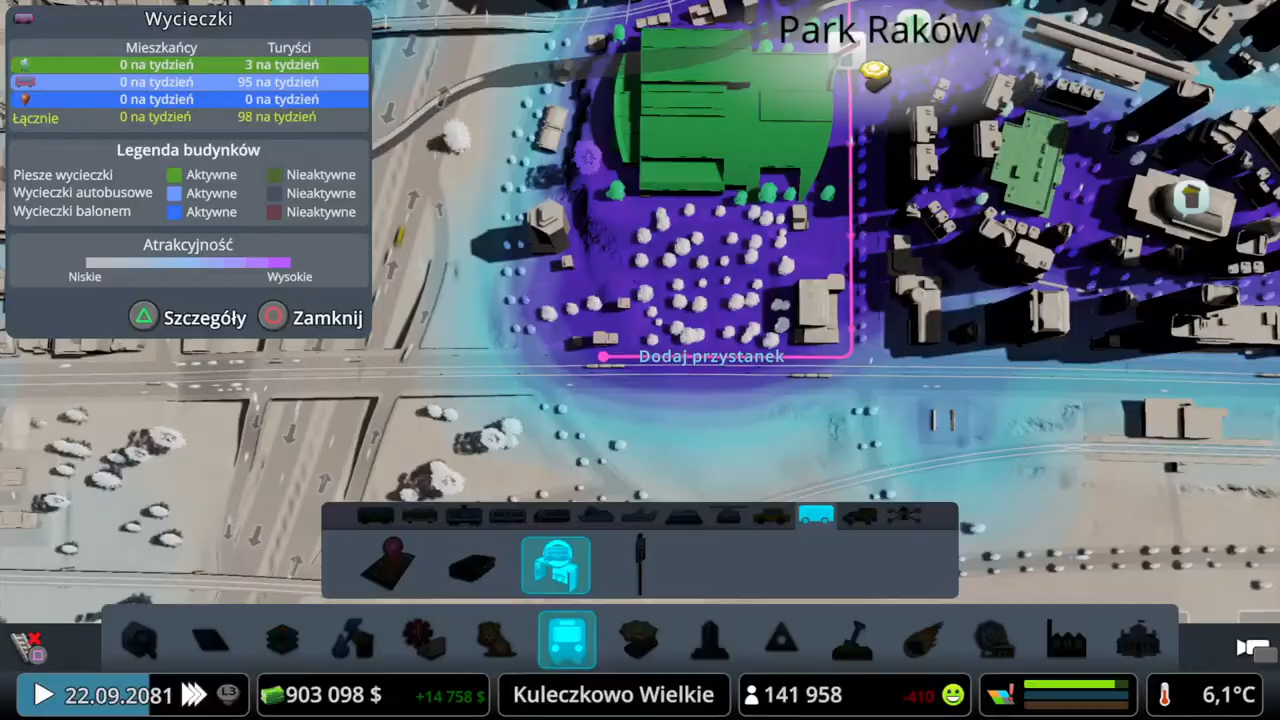 Wycieczki
Mieszkańcy Turyści
0 na tydzień 3 na tydzień
0 na tydzień 95 na tydzień
0 na tydzień 0 na tydzień
Łącznie 0 na tydzień 98 na tydzień
Legenda budynków
Piesze wycieczki Aktywne Nieaktywne
Wycieczki autobusowe Aktywne Nieaktywne
Wycieczki balonem Aktywne Nieaktywne
Atrakcyjność
Niskie Wysokie
Szczegóły Zamknij
Park Raków
Dodaj przystanek
22.09.2081 L3 903 098 $ +14 758 $ Kuleczkowo Wielkie 141 958 -410 6,1°C